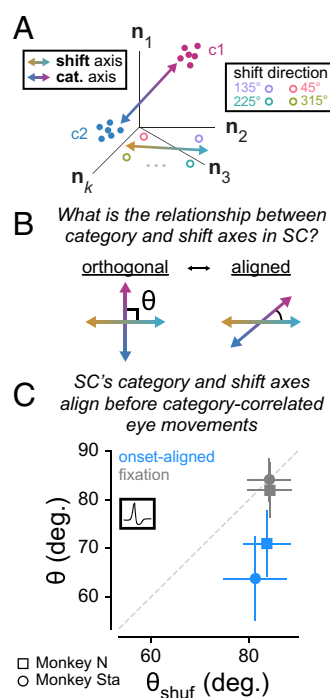 A
n1
shift axis
cat. axis
c1
shift direction
135° 45°
225° 315°
c2
n2
n3
nk
...
B
What is the relationship between
category and shift axes in SC?
orthogonal aligned
θ
C
SC's category and shift axes
align before category-correlated
eye movements
90
80
70
60
θ (deg.)
onset-aligned
fixation
60 80
θshuf (deg.)
Monkey N
Monkey Sta